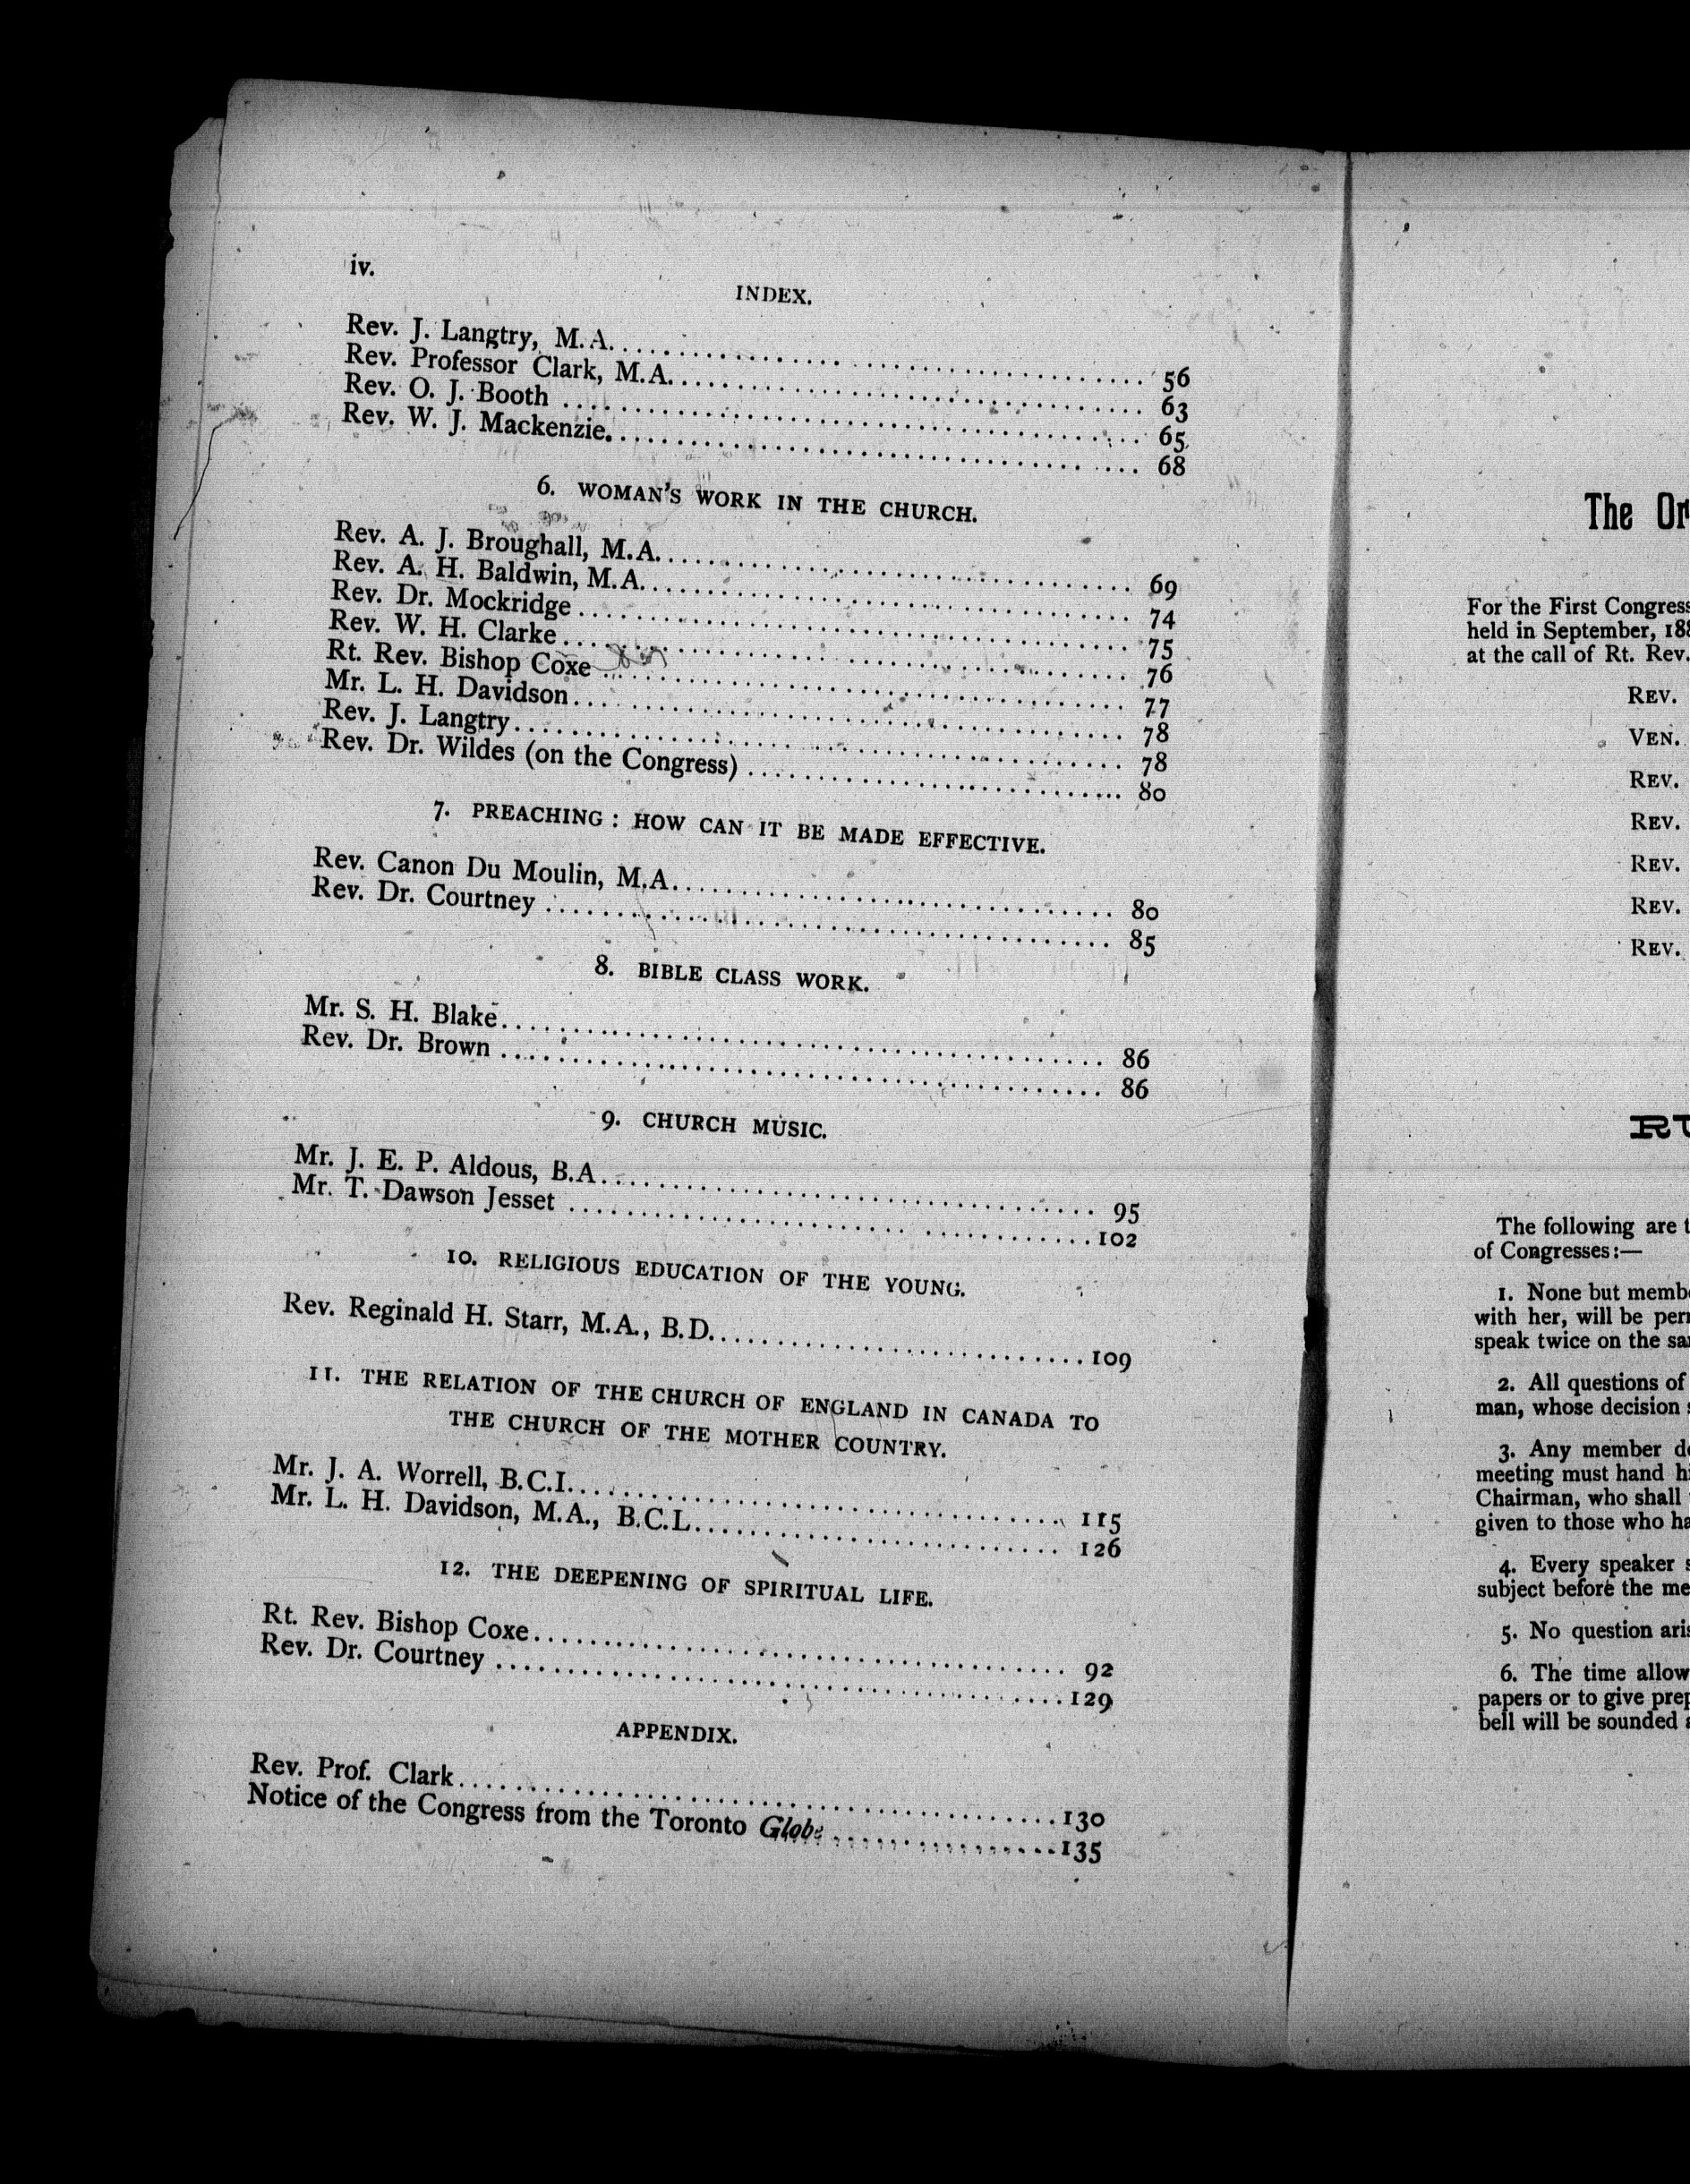 iv.
INDEX.
Rev. J. Langtry, M.A. 56
Rev. Professor Clark, M.A. 63
Rev. O. J. Booth 65
Rev. W. J. Mackenzie. 68
6. WOMAN'S WORK IN THE CHURCH.
Rev. A. J. Broughall, M.A. 69
Rev. A. H. Baldwin, M.A. 74
Rev. Dr. Mockridge 75
Rev. W. H. Clarke 76
Rt. Rev. Bishop Coxe 77
Mr. L. H. Davidson 78
Rev. J. Langtry 78
Rev. Dr. Wildes (on the Congress) 80
7. PREACHING: HOW CAN IT BE MADE EFFECTIVE.
Rev. Canon Du Moulin, M.A. 80
Rev. Dr. Courtney 85
8. BIBLE CLASS WORK.
Mr. S. H. Blake 86
Rev. Dr. Brown 86
9. CHURCH MUSIC.
Mr. J. E. P. Aldous, B.A. 95
Mr. T. Dawson Jesset 102
10. RELIGIOUS EDUCATION OF THE YOUNG.
Rev. Reginald H. Starr, M.A., B.D. 109
11. THE RELATION OF THE CHURCH OF ENGLAND IN CANADA TO
THE CHURCH OF THE MOTHER COUNTRY.
Mr. J. A. Worrell, B.C.I. 115
Mr. L. H. Davidson, M.A., B.C.L. 126
12. THE DEEPENING OF SPIRITUAL LIFE.
Rt. Rev. Bishop Coxe 92
Rev. Dr. Courtney 129
APPENDIX.
Rev. Prof. Clark 130
Notice of the Congress from the Toronto Globe 135
The
For the First Congress
held in September,
at the call of Rt. Rev.
REV.
VEN.
REV.
REV.
REV.
REV.
REV.
The following are
of Congresses:—
1. None but
with her, will be
speak twice on the
2. All questions of
man, whose decision
3. Any member
meeting must hand
Chairman, who shall
given to those who
4. Every speaker
subject before the
5. No question
6. The time
papers or to give
bell will be sounded